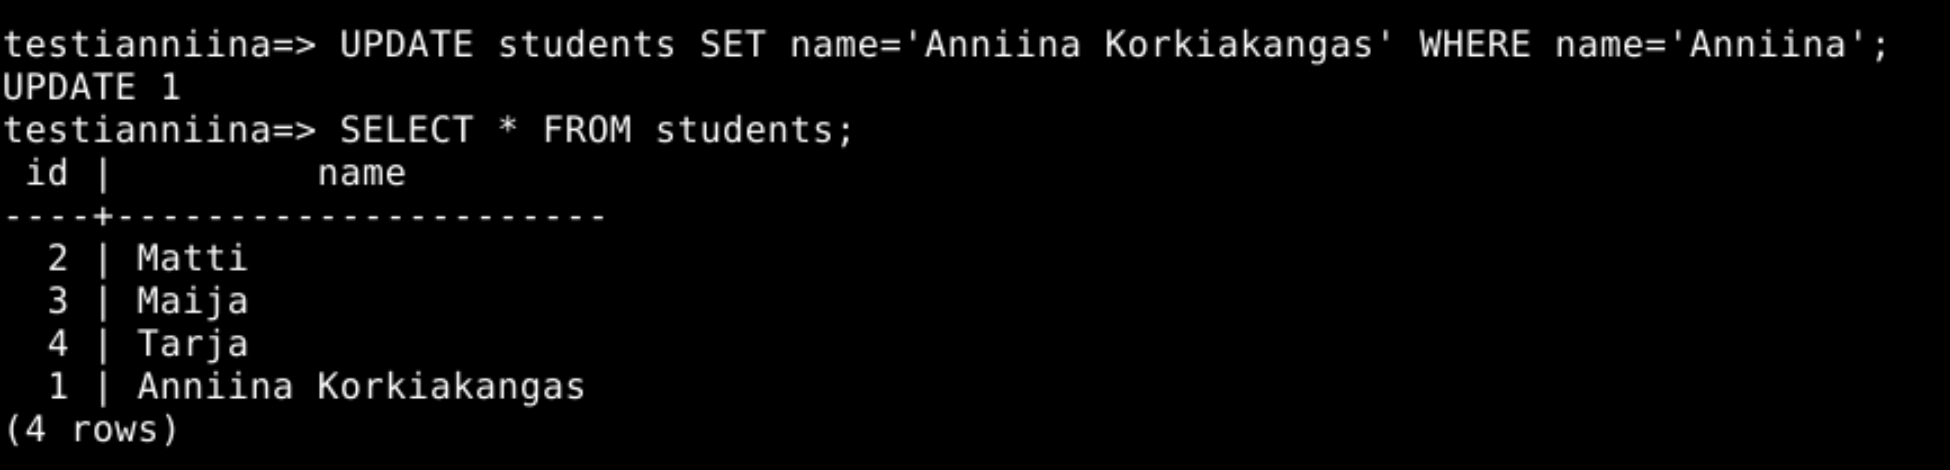 testianniina=> UPDATE students SET name='Anniina Korkiakangas' WHERE name='Anniina';
UPDATE 1
testianniina=> SELECT * FROM students;
 id |         name
----+----------------------
  2 | Matti
  3 | Maija
  4 | Tarja
  1 | Anniina Korkiakangas
(4 rows)